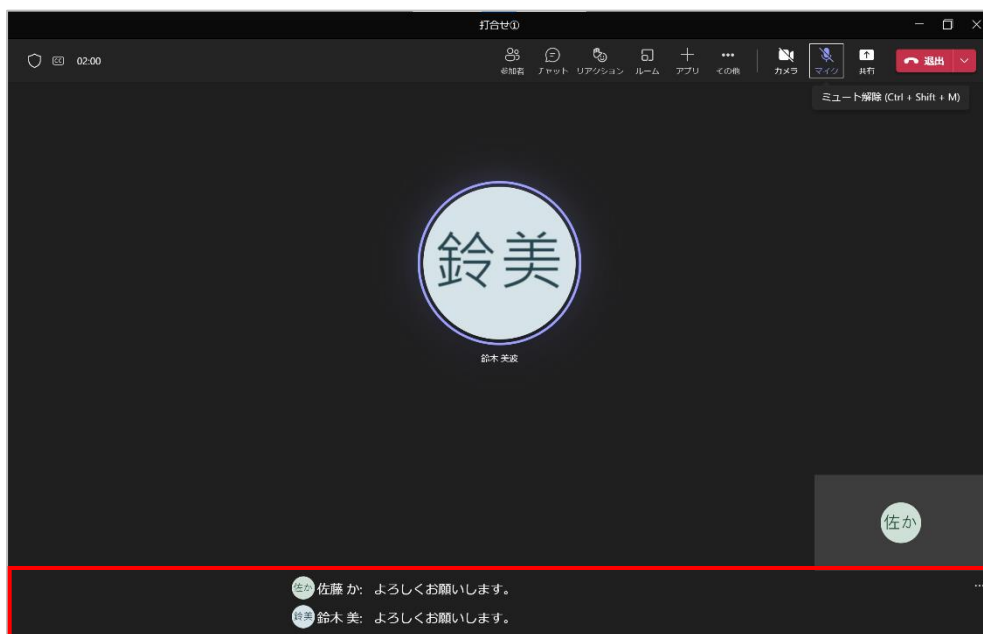 打合せ①
CC 02:00 参加者 チャット リアクション ルーム アプリ その他 カメラ マイク 共有 退出
ミュート解除 (Ctrl + Shift + M)
鈴美
鈴木 美波
佐か
佐か 佐藤 か: よろしくお願いします。
鈴美 鈴木 美: よろしくお願いします。